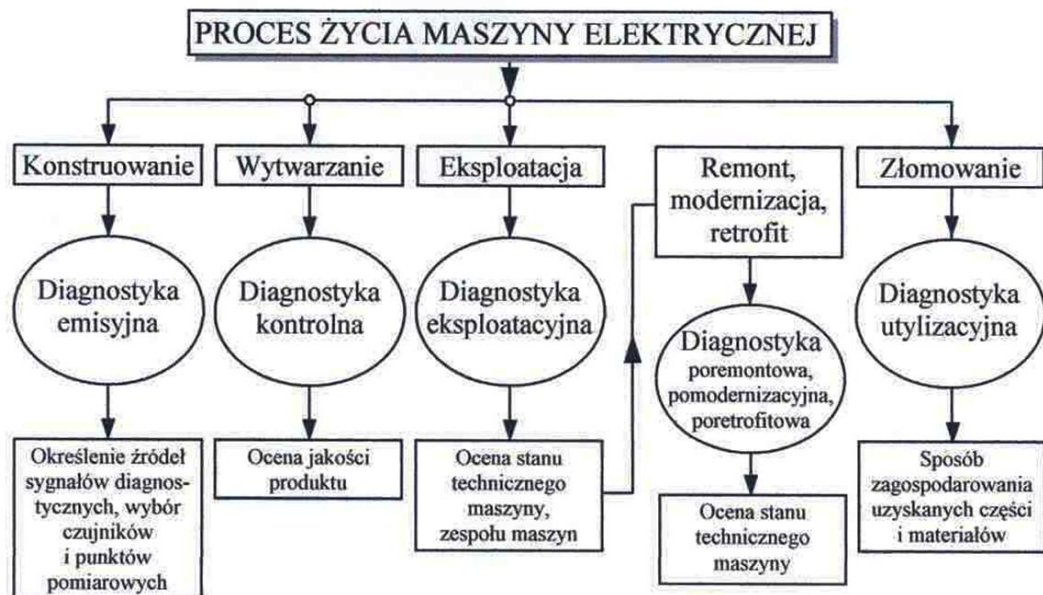 PROCES ŻYCIA MASZYNY ELEKTRYCZNEJ
Konstruowanie
Diagnostyka
emisyjna
Określenie źródeł
sygnałów diagnos-
tycznych, wybór
czujników
i punktów
pomiarowych
Wytwarzanie
Diagnostyka
kontrolna
Ocena jakości
produktu
Eksploatacja
Diagnostyka
eksploatacyjna
Ocena stanu
technicznego
maszyny,
zespołu maszyn
Remont,
modernizacja,
retrofit
Diagnostyka
poremontowa,
pomodernizacyjna,
poretrofitowa
Ocena stanu
technicznego
maszyny
Złomowanie
Diagnostyka
utylizacyjna
Sposób
zagospodarowania
uzyskanych części
i materiałów